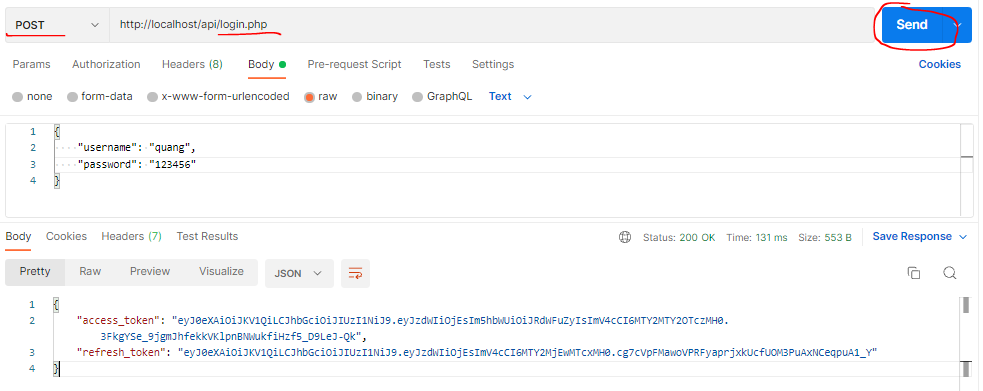 POST http://localhost/api/login.php Send
Params Authorization Headers (8) Body Pre-request Script Tests Settings Cookies
none form-data x-www-form-urlencoded raw binary GraphQL Text
1 {
2 "username": "quang",
3 "password": "123456"
4 }
Body Cookies Headers (7) Test Results Status: 200 OK Time: 131 ms Size: 553 B Save Response
Pretty Raw Preview Visualize JSON
1 {
2 "access_token": "eyJ0eXAiOiJKV1QiLCJhbGciOiJIUzI1NiJ9.eyJzdWIiOjEsIm5hbWUiOiJRdWFuZyIsImV4cCI6MTY2MTY2OTczMH0.
3FkgYSe_9jgmJhfekkVKlpnBNWukfiHzf5_D9LeJ-Qk",
3 "refresh_token": "eyJ0eXAiOiJKV1QiLCJhbGciOiJIUzI1NiJ9.eyJzdWIiOjEsImV4cCI6MTY2MjEwMTcxMH0.cg7cVpFMawoVPRFyaprjxkUcfUOM3PuAxNCeqpuA1_Y"
4 }